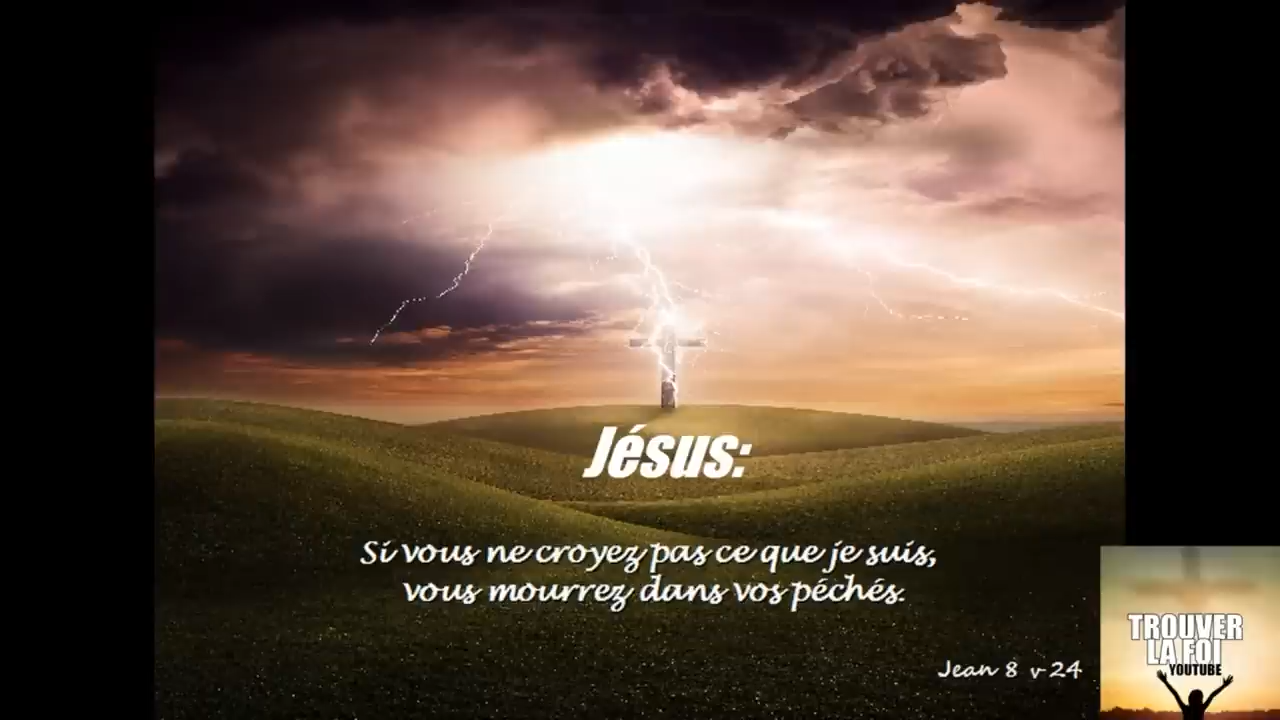 Jésus:
Si vous ne croyez pas ce que je suis,
vous mourrez dans vos péchés.
Jean 8 v 24
TROUVER
LA FOI
YOUTUBE